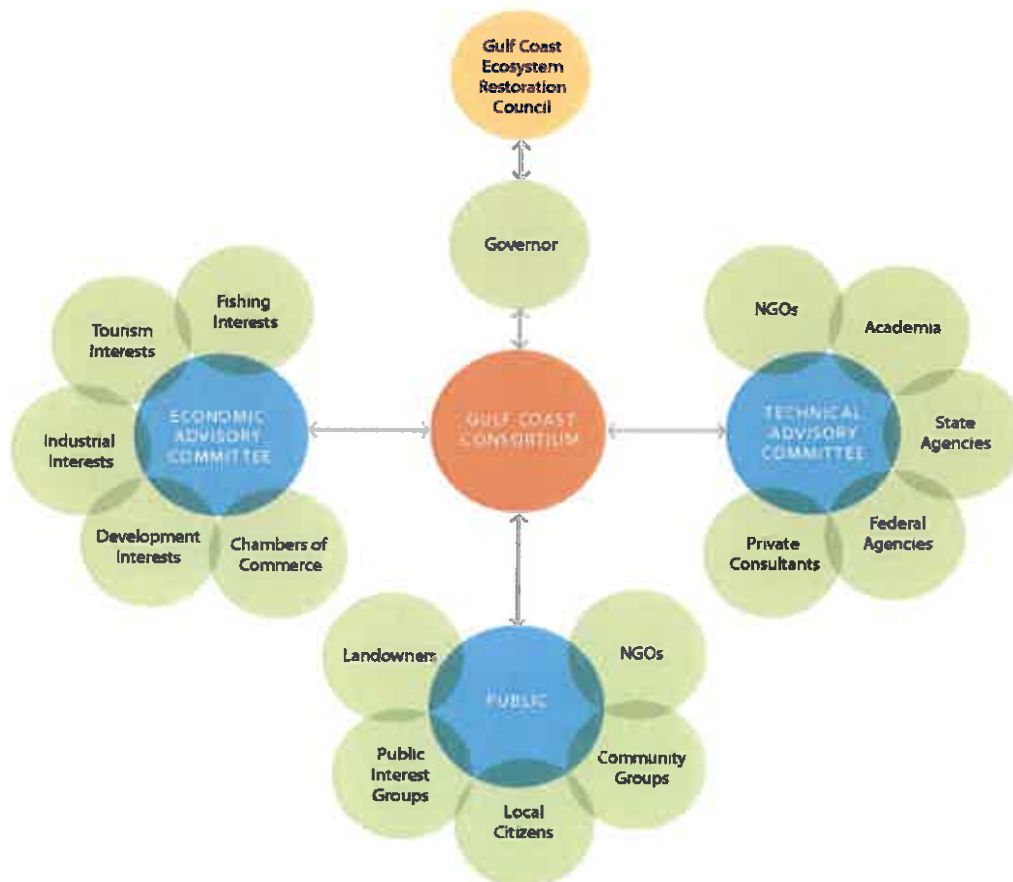 Gulf Coast
Ecosystem
Restoration
Council
Governor
Fishing
Interests
Tourism
Interests
Industrial
Interests
Development
Interests
Chambers of
Commerce
ECONOMIC
ADVISORY
COMMITTEE
GULF COAST
CONSORTIUM
TECHNICAL
ADVISORY
COMMITTEE
NGOs
Academia
State
Agencies
Federal
Agencies
Private
Consultants
PUBLIC
Landowners
Public
Interest
Groups
Local
Citizens
Community
Groups
NGOs